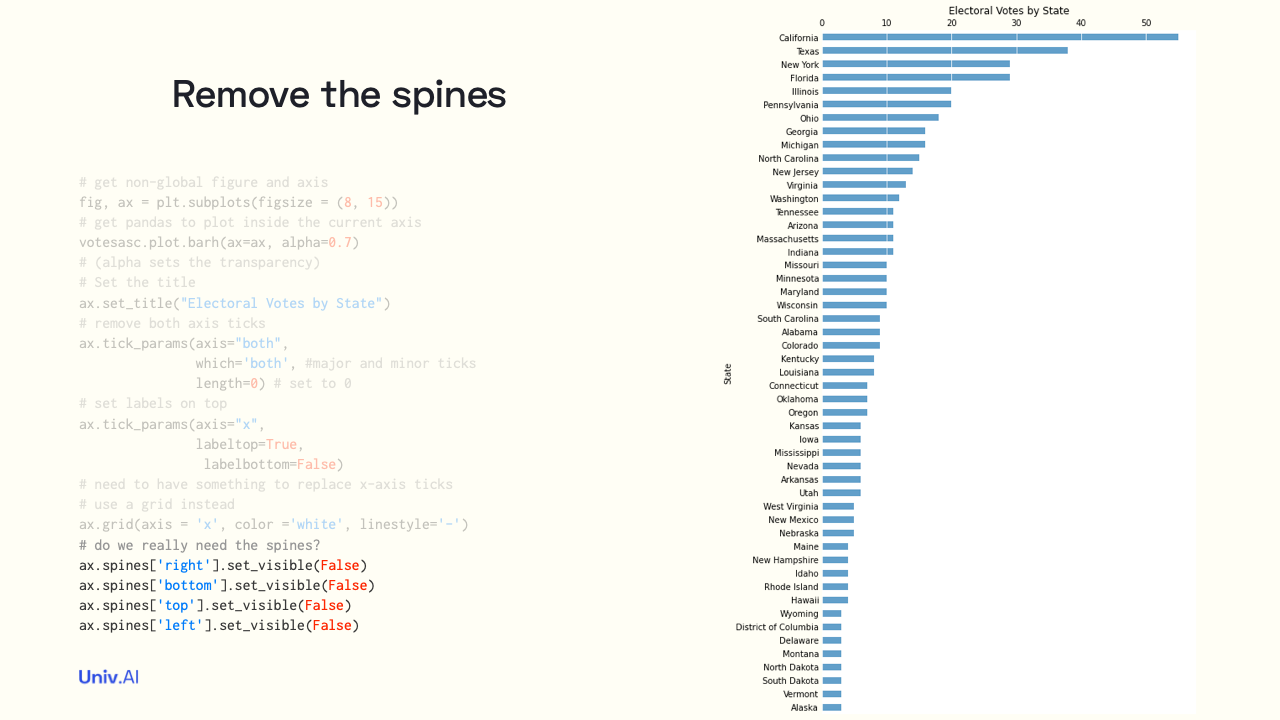 Remove the spines
# get non-global figure and axis
fig, ax = plt.subplots(figsize = (8, 15))
# get pandas to plot inside the current axis
votesasc.plot.barh(ax=ax, alpha=0.7)
# (alpha sets the transparency)
# Set the title
ax.set_title("Electoral Votes by State")
# remove both axis ticks
ax.tick_params(axis="both",
which='both', #major and minor ticks
length=0) # set to 0
# set labels on top
ax.tick_params(axis="x",
labeltop=True,
labelbottom=False)
# need to have something to replace x-axis ticks
# use a grid instead
ax.grid(axis = 'x', color ='white', linestyle='-')
# do we really need the spines?
ax.spines['right'].set_visible(False)
ax.spines['bottom'].set_visible(False)
ax.spines['top'].set_visible(False)
ax.spines['left'].set_visible(False)
Univ.AI
Electoral Votes by State
0 10 20 30 40 50
State
California
Texas
New York
Florida
Illinois
Pennsylvania
Ohio
Georgia
Michigan
North Carolina
New Jersey
Virginia
Washington
Tennessee
Arizona
Massachusetts
Indiana
Missouri
Minnesota
Maryland
Wisconsin
South Carolina
Alabama
Colorado
Kentucky
Louisiana
Connecticut
Oklahoma
Oregon
Kansas
Iowa
Mississippi
Nevada
Arkansas
Utah
West Virginia
New Mexico
Nebraska
Maine
New Hampshire
Idaho
Rhode Island
Hawaii
Wyoming
District of Columbia
Delaware
Montana
North Dakota
South Dakota
Vermont
Alaska